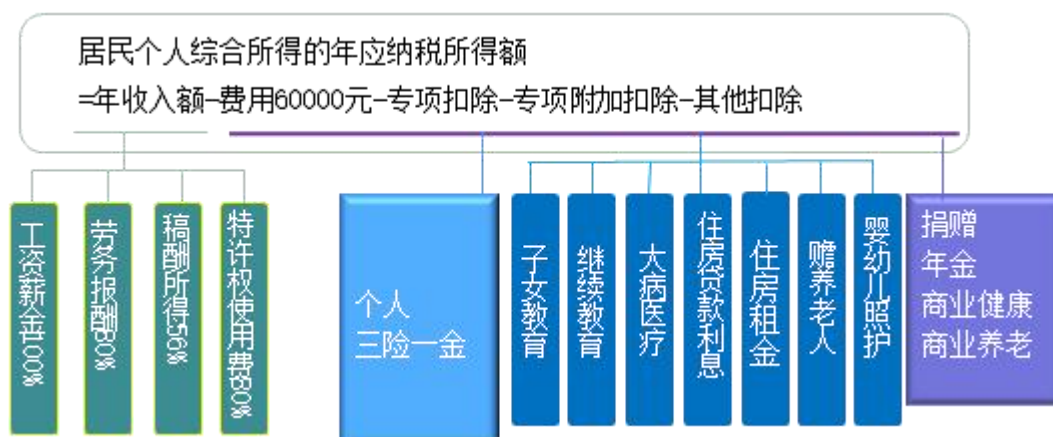 居民个人综合所得的年应纳税所得额
=年收入额-费用60000元-专项扣除-专项附加扣除-其他扣除
工资薪金100%
劳务报酬80%
稿酬所得56%
特许权使用费80%
个人
三险一金
子女教育
继续教育
大病医疗
住房贷款利息
住房租金
赡养老人
婴幼儿照护
捐赠
年金
商业健康
商业养老